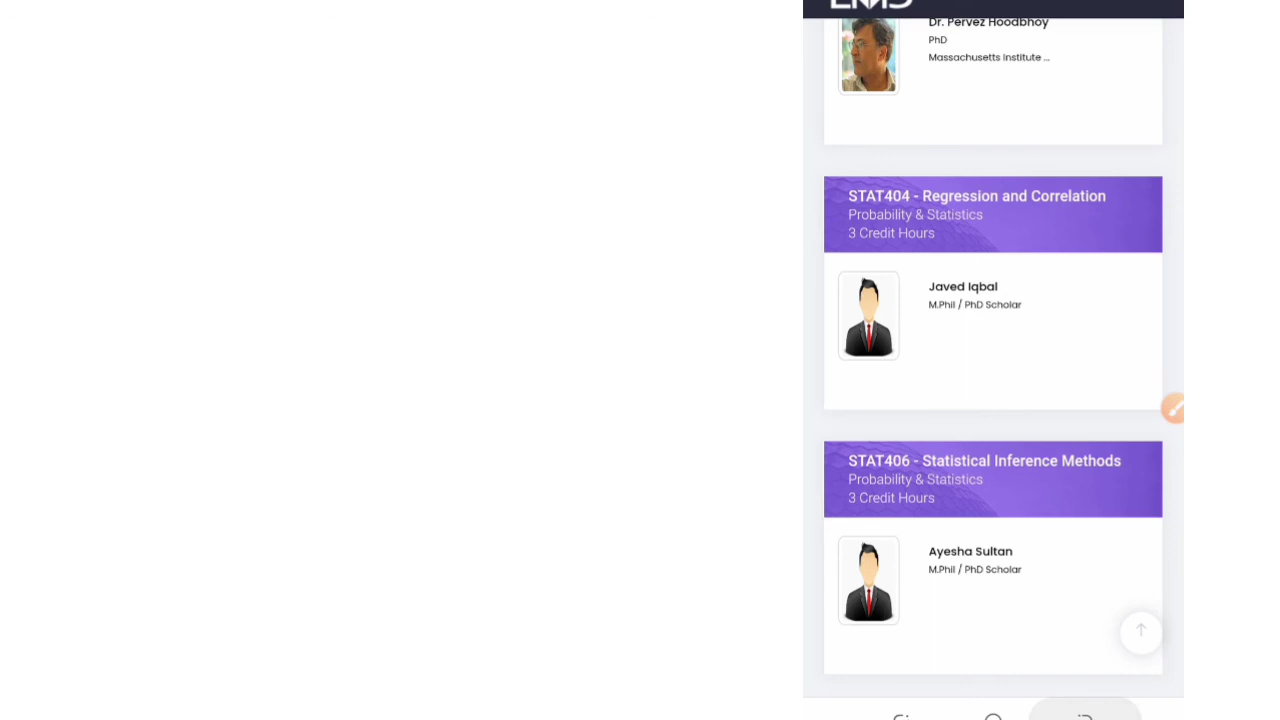 LMS
Dr. Pervez Hoodbhoy
PhD
Massachusetts Institute ...
STAT404 - Regression and Correlation
Probability & Statistics
3 Credit Hours
Javed Iqbal
M.Phil / PhD Scholar
STAT406 - Statistical Inference Methods
Probability & Statistics
3 Credit Hours
Ayesha Sultan
M.Phil / PhD Scholar